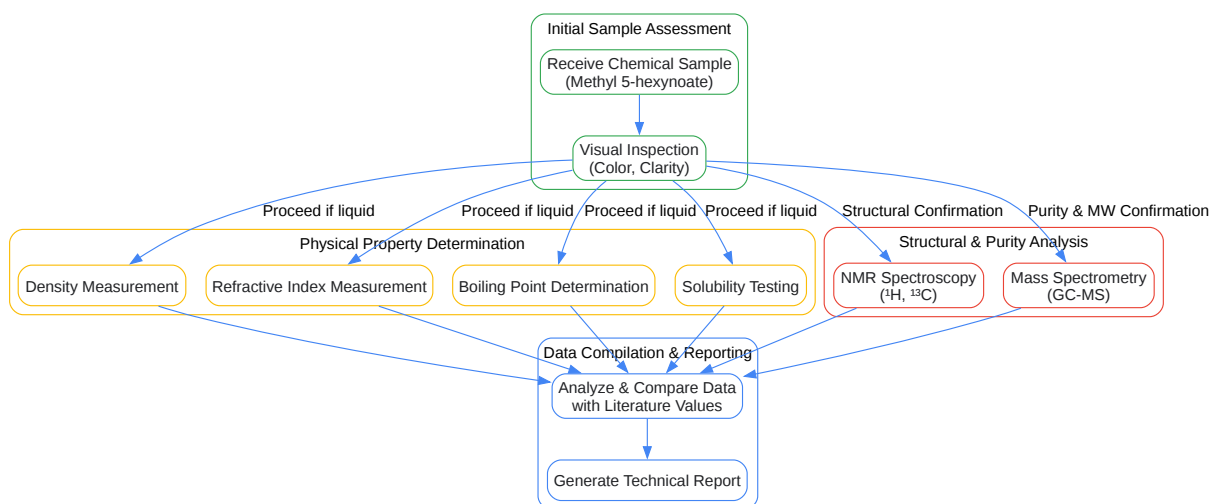 Initial Sample Assessment
Receive Chemical Sample
(Methyl 5-hexynoate)
Visual Inspection
(Color, Clarity)
Proceed if liquid
Proceed if liquid
Proceed if liquid
Proceed if liquid
Structural Confirmation
Purity & MW Confirmation
Physical Property Determination
Structural & Purity Analysis
Density Measurement
Refractive Index Measurement
Boiling Point Determination
Solubility Testing
NMR Spectroscopy
(¹H, ¹³C)
Mass Spectrometry
(GC-MS)
Data Compilation & Reporting
Analyze & Compare Data
with Literature Values
Generate Technical Report